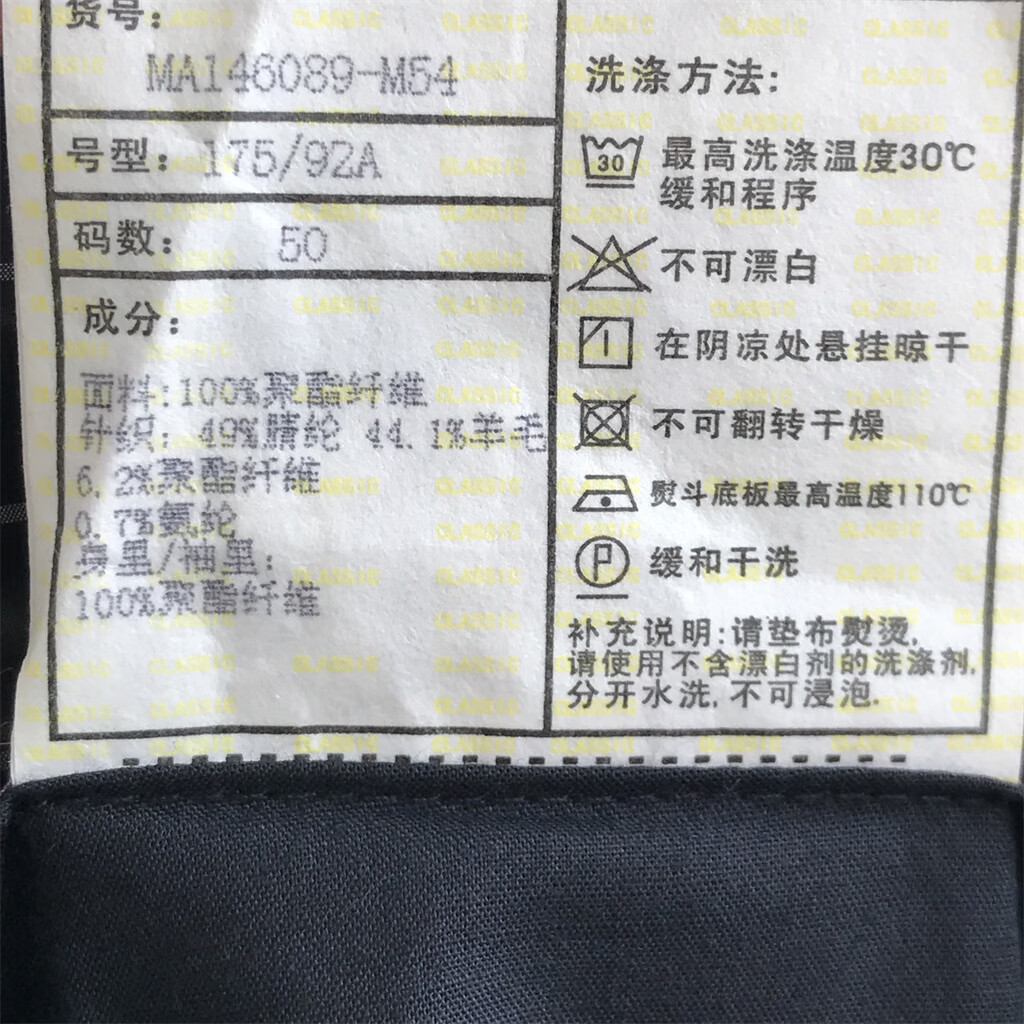 货号:
MA146089-M54
号型: 175/92A
码数: 50
成分:
面料:100%聚酯纤维
针织: 49%腈纶 44.1%羊毛
6.2%聚酯纤维
0.7%氨纶
身里/袖里:
100%聚酯纤维
洗涤方法:
30
最高洗涤温度30℃
缓和程序
不可漂白
在阴凉处悬挂晾干
不可翻转干燥
熨斗底板最高温度110℃
P
缓和干洗
补充说明:请垫布熨烫,
请使用不含漂白剂的洗涤剂,
分开水洗,不可浸泡.
CLASSIC